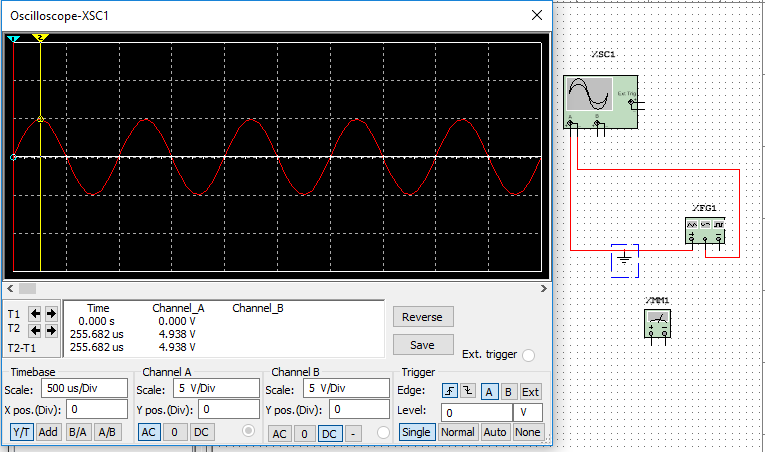 Oscilloscope-XSC1
1 2
XSC1
Ext Trig
A B
XFG1
XMM1
T1
T2
T2-T1
Time Channel_A Channel_B
0.000 s 0.000 V
255.682 us 4.938 V
255.682 us 4.938 V
Reverse
Save
Ext. trigger
Timebase
Scale: 500 us/Div
X pos.(Div): 0
Y/T Add B/A A/B
Channel A
Scale: 5 V/Div
Y pos.(Div): 0
AC 0 DC
Channel B
Scale: 5 V/Div
Y pos.(Div): 0
AC 0 DC -
Trigger
Edge: A B Ext
Level: 0 V
Single Normal Auto None